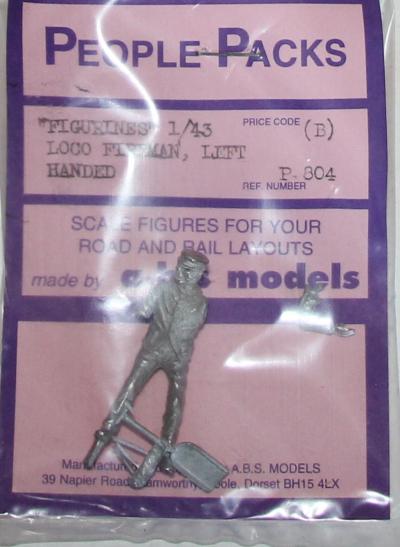 PEOPLE PACKS
"FIGURINES" 1/43
PRICE CODE (B)
LOCO FIREMAN, LEFT
HANDED
P. 804
REF. NUMBER
SCALE FIGURES FOR YOUR
ROAD AND RAIL LAYOUTS
made by a.b.s models
A.B.S. MODELS
39 Napier Road, Dorset BH15 4LX